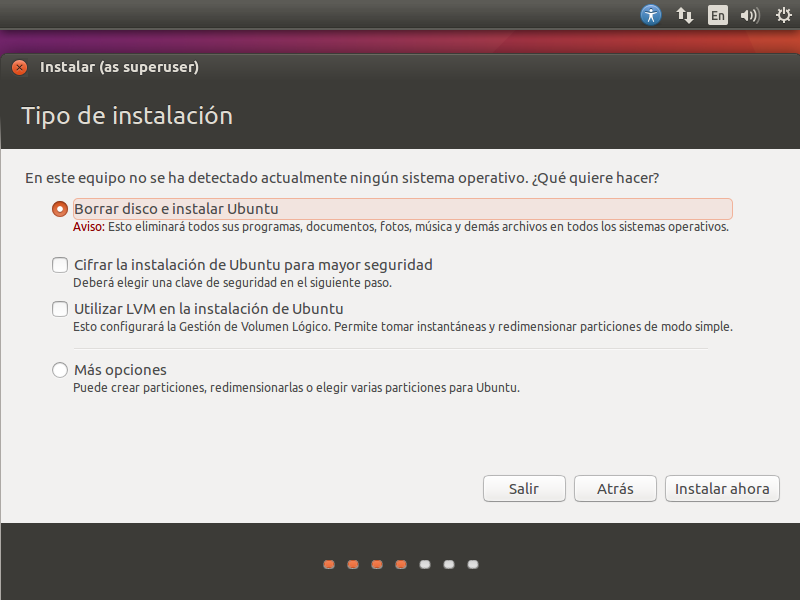 En
Instalar (as superuser)
Tipo de instalación
En este equipo no se ha detectado actualmente ningún sistema operativo. ¿Qué quiere hacer?
Borrar disco e instalar Ubuntu
Aviso: Esto eliminará todos sus programas, documentos, fotos, música y demás archivos en todos los sistemas operativos.
Cifrar la instalación de Ubuntu para mayor seguridad
Deberá elegir una clave de seguridad en el siguiente paso.
Utilizar LVM en la instalación de Ubuntu
Esto configurará la Gestión de Volumen Lógico. Permite tomar instantáneas y redimensionar particiones de modo simple.
Más opciones
Puede crear particiones, redimensionarlas o elegir varias particiones para Ubuntu.
Salir
Atrás
Instalar ahora